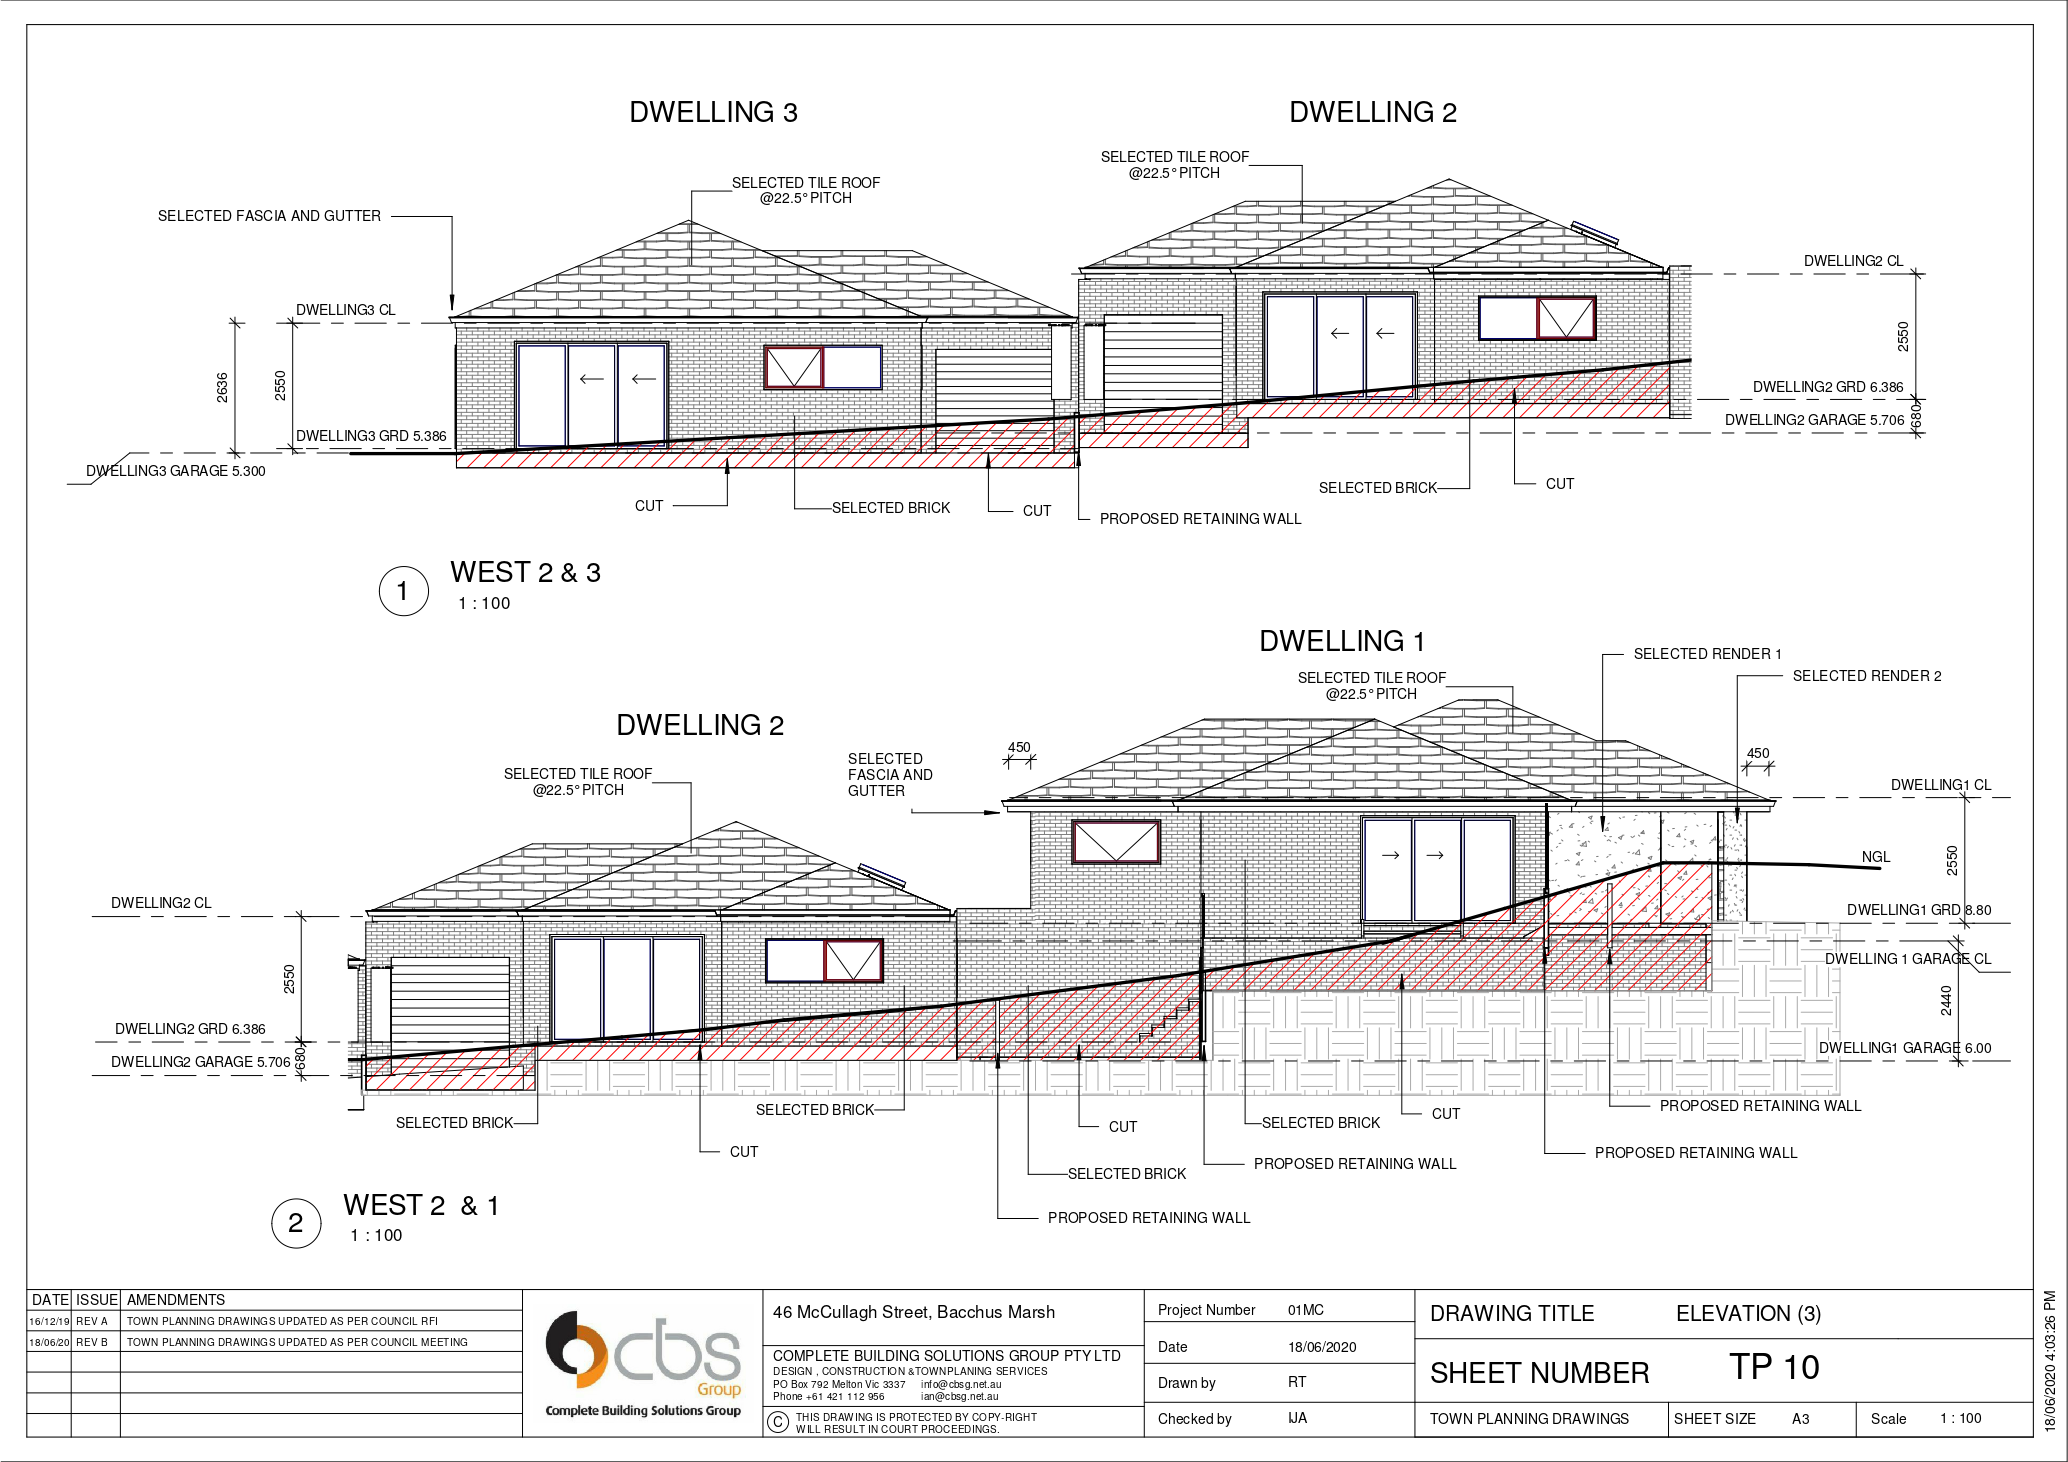 DWELLING 3
DWELLING 2
SELECTED TILE ROOF
@22.5° PITCH
SELECTED TILE ROOF
@22.5° PITCH
SELECTED FASCIA AND GUTTER
DWELLING2 CL
DWELLING3 CL
2636
2550
2550
DWELLING2 GRD 6.386
DWELLING2 GARAGE 5.706
680
DWELLING3 GRD 5.386
DWELLING3 GARAGE 5.300
CUT
SELECTED BRICK
CUT
PROPOSED RETAINING WALL
SELECTED BRICK
CUT
1
WEST 2 & 3
1 : 100
DWELLING 1
SELECTED RENDER 1
SELECTED RENDER 2
SELECTED TILE ROOF
@22.5° PITCH
DWELLING 2
SELECTED TILE ROOF
@22.5° PITCH
SELECTED
FASCIA AND
GUTTER
450
450
DWELLING1 CL
2550
NGL
DWELLING2 CL
DWELLING1 GRD 8.80
2550
DWELLING 1 GARAGE CL
2440
DWELLING2 GRD 6.386
DWELLING2 GARAGE 5.706
680
DWELLING1 GARAGE 6.00
SELECTED BRICK
SELECTED BRICK
CUT
CUT
SELECTED BRICK
CUT
PROPOSED RETAINING WALL
PROPOSED RETAINING WALL
PROPOSED RETAINING WALL
SELECTED BRICK
PROPOSED RETAINING WALL
2
WEST 2 & 1
1 : 100
DATE ISSUE AMENDMENTS
16/12/19 REV A TOWN PLANNING DRAWINGS UPDATED AS PER COUNCIL RFI
18/06/20 REV B TOWN PLANNING DRAWINGS UPDATED AS PER COUNCIL MEETING
cbs
Group
Complete Building Solutions Group
46 McCullagh Street, Bacchus Marsh
COMPLETE BUILDING SOLUTIONS GROUP PTY LTD
DESIGN , CONSTRUCTION &TOWNPLANING SERVICES
PO Box 792 Melton Vic 3337 info@cbsg.net.au
Phone +61 421 112 956 ian@cbsg.net.au
C THIS DRAWING IS PROTECTED BY COPY-RIGHT
WILL RESULT IN COURT PROCEEDINGS.
Project Number 01MC
Date 18/06/2020
Drawn by RT
Checked by IJA
DRAWING TITLE ELEVATION (3)
SHEET NUMBER TP 10
TOWN PLANNING DRAWINGS SHEET SIZE A3 Scale 1 : 100
18/06/2020 4:03:26 PM